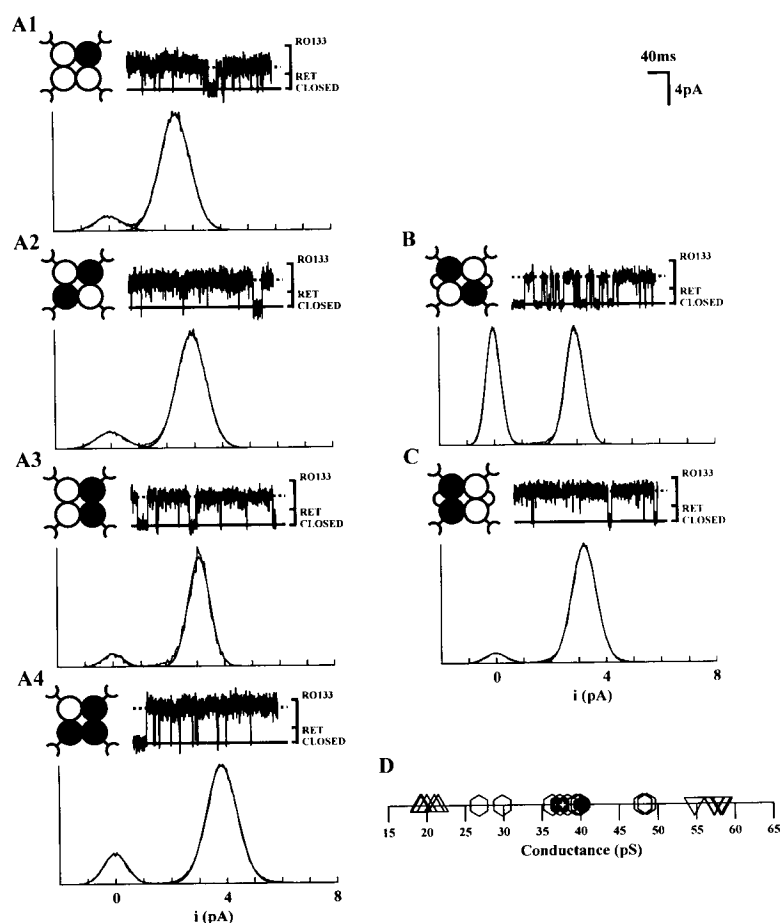 A1
RO133
RET
CLOSED
40ms
4pA
A2
RO133
RET
CLOSED
B
RO133
RET
CLOSED
A3
RO133
RET
CLOSED
C
RO133
RET
CLOSED
0 4 8
i (pA)
A4
RO133
RET
CLOSED
0 4 8
i (pA)
D
15 20 25 30 35 40 45 50 55 60 65
Conductance (pS)